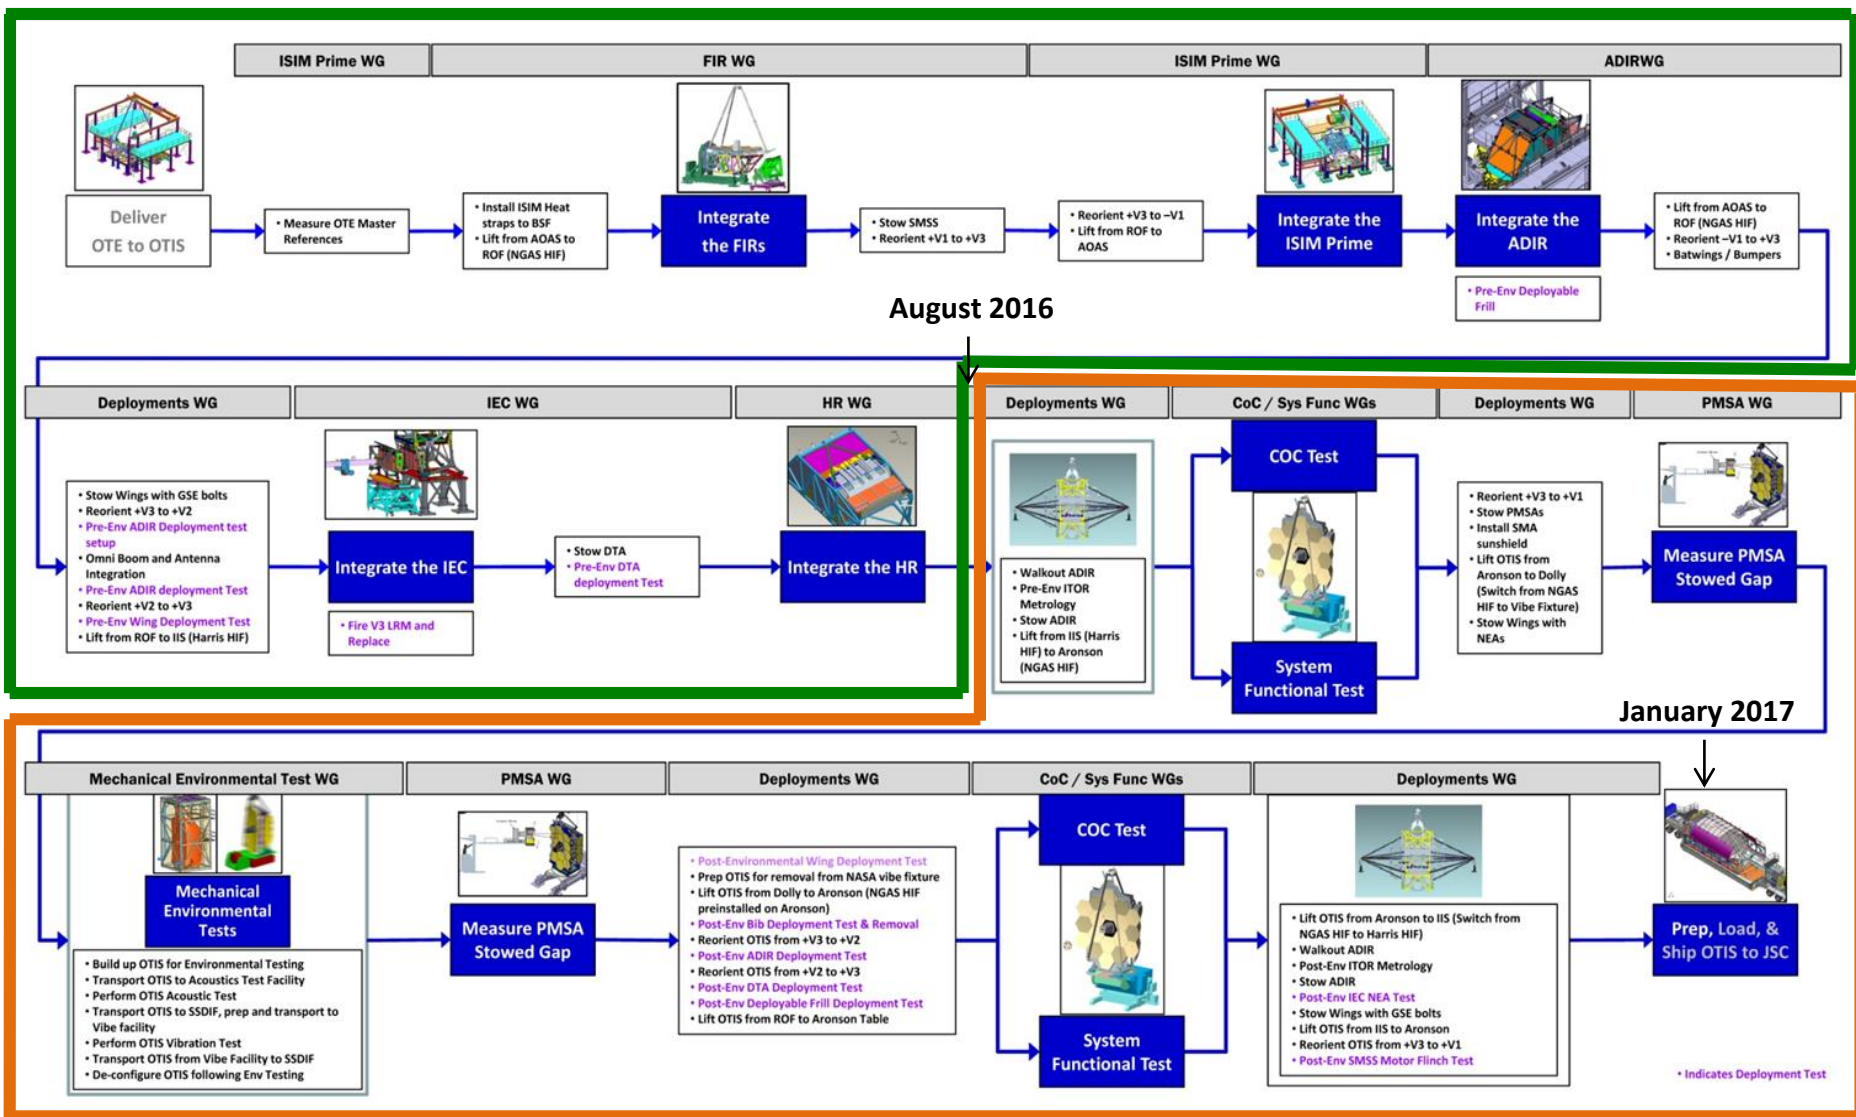 ISIM Prime WG
FIR WG
ISIM Prime WG
ADIRWG
Deliver
OTE to OTIS
• Measure OTE Master
References
• Install ISIM Heat
straps to BSF
• Lift from AOAS to
ROF (NGAS HIF)
Integrate
the FIRs
• Stow SMSS
• Reorient +V1 to +V3
• Reorient +V3 to –V1
• Lift from ROF to
AOAS
Integrate the
ISIM Prime
Integrate the
ADIR
• Pre-Env Deployable
Frill
• Lift from AOAS to
ROF (NGAS HIF)
• Reorient –V1 to +V3
• Batwings / Bumpers
August 2016
Deployments WG
IEC WG
HR WG
Deployments WG
CoC / Sys Func WGs
Deployments WG
PMSA WG
• Stow Wings with GSE bolts
• Reorient +V3 to +V2
• Pre-Env ADIR Deployment test
setup
• Omni Boom and Antenna
Integration
• Pre-Env ADIR deployment Test
• Reorient +V2 to +V3
• Pre-Env Wing Deployment Test
• Lift from ROF to IIS (Harris HIF)
Integrate the IEC
• Fire V3 LRM and
Replace
• Stow DTA
• Pre-Env DTA
deployment Test
Integrate the HR
• Walkout ADIR
• Pre-Env ITOR
Metrology
• Stow ADIR
• Lift from IIS (Harris
HIF) to Aronson
(NGAS HIF)
COC Test
System
Functional Test
• Reorient +V3 to +V1
• Stow PMSAs
• Install SMA
sunshield
• Lift OTIS from
Aronson to Dolly
(Switch from NGAS
HIF to Vibe Fixture)
• Stow Wings with
NEAs
Measure PMSA
Stowed Gap
January 2017
Mechanical Environmental Test WG
PMSA WG
Deployments WG
CoC / Sys Func WGs
Deployments WG
Mechanical
Environmental
Tests
• Build up OTIS for Environmental Testing
• Transport OTIS to Acoustics Test Facility
• Perform OTIS Acoustic Test
• Transport OTIS to SSDIF, prep and transport to
Vibe facility
• Perform OTIS Vibration Test
• Transport OTIS from Vibe Facility to SSDIF
• De-configure OTIS following Env Testing
Measure PMSA
Stowed Gap
• Post-Environmental Wing Deployment Test
• Prep OTIS for removal from NASA vibe fixture
• Lift OTIS from Dolly to Aronson (NGAS HIF
preinstalled on Aronson)
• Post-Env Bib Deployment Test & Removal
• Reorient OTIS from +V3 to +V2
• Post-Env ADIR Deployment Test
• Reorient OTIS from +V2 to +V3
• Post-Env DTA Deployment Test
• Post-Env Deployable Frill Deployment Test
• Lift OTIS from ROF to Aronson Table
COC Test
System
Functional Test
• Lift OTIS from Aronson to IIS (Switch from
NGAS HIF to Harris HIF)
• Walkout ADIR
• Post-Env ITOR Metrology
• Stow ADIR
• Post-Env IEC NEA Test
• Stow Wings with GSE bolts
• Lift OTIS from IIS to Aronson
• Reorient OTIS from +V3 to +V1
• Post-Env SMSS Motor Flinch Test
Prep, Load, &
Ship OTIS to JSC
• Indicates Deployment Test